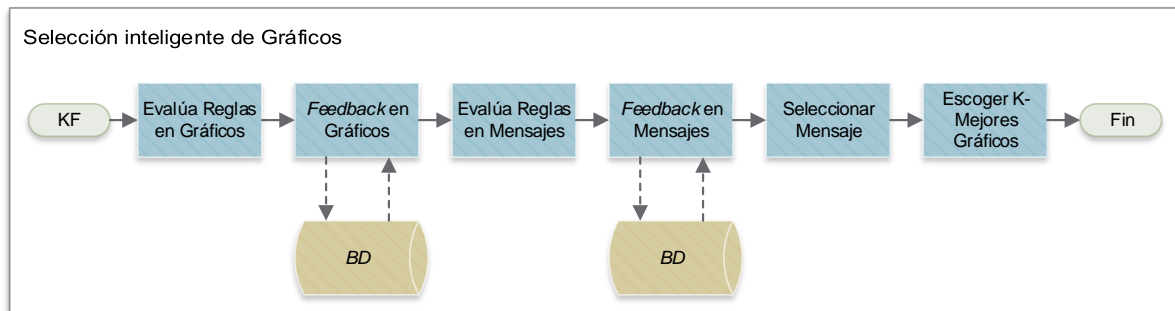 Selección inteligente de Gráficos
KF
Evalúa Reglas
en Gráficos
Feedback en
Gráficos
Evalúa Reglas
en Mensajes
Feedback en
Mensajes
Seleccionar
Mensaje
Escoger K-
Mejores
Gráficos
Fin
BD
BD